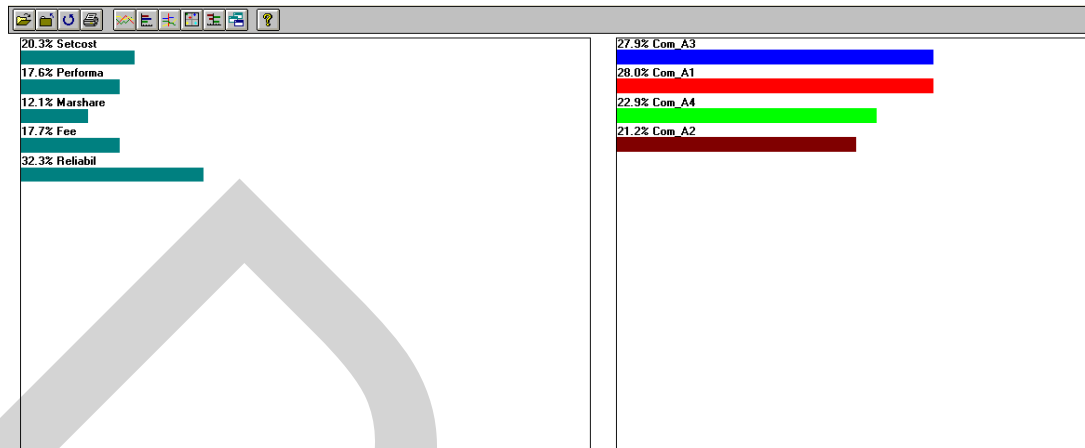 20.3% Setcost
17.6% Performa
12.1% Marshare
17.7% Fee
32.3% Reliabil
27.9% Com_A3
28.0% Com_A1
22.9% Com_A4
21.2% Com_A2